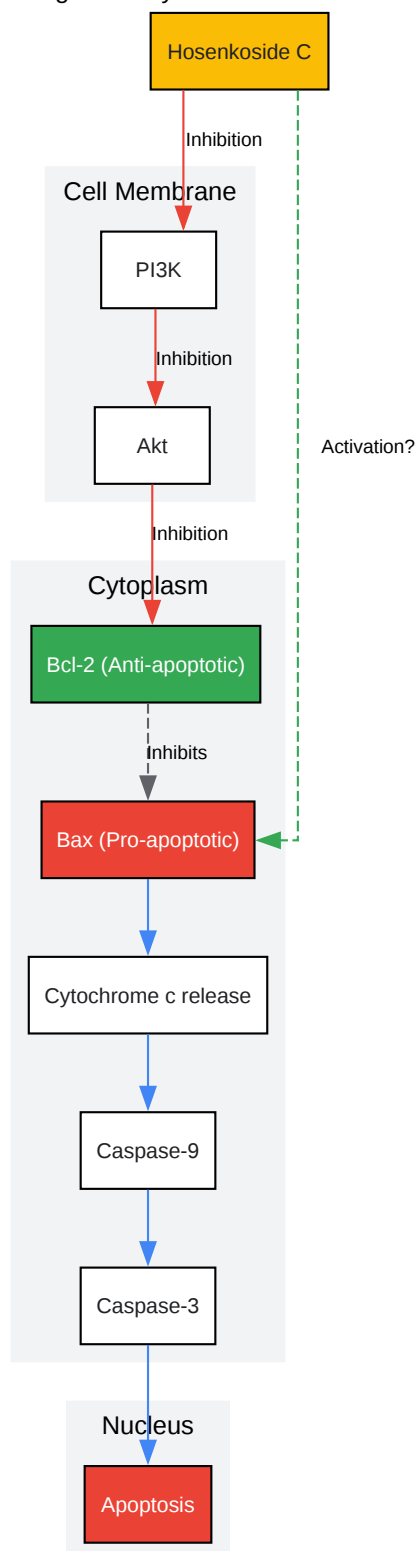 Hosenkoside C
Inhibition
Cell Membrane
PI3K
Inhibition
Akt
Activation?
Inhibition
Cytoplasm
Bcl-2 (Anti-apoptotic)
Inhibits
Bax (Pro-apoptotic)
Cytochrome c release
Caspase-9
Caspase-3
Nucleus
Apoptosis